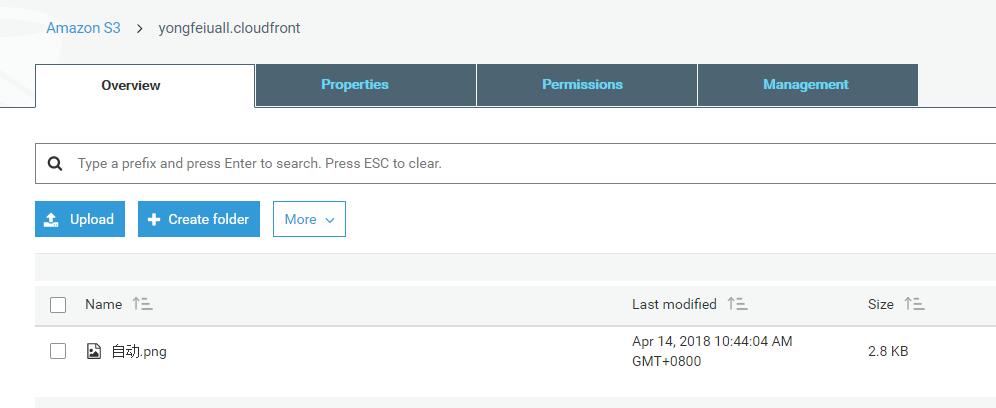 Amazon S3 > yongfeiuall.cloudfront
Overview Properties Permissions Management
Type a prefix and press Enter to search. Press ESC to clear.
Upload Create folder More
Name Last modified Size
自动.png Apr 14, 2018 10:44:04 AM 2.8 KB
GMT+0800